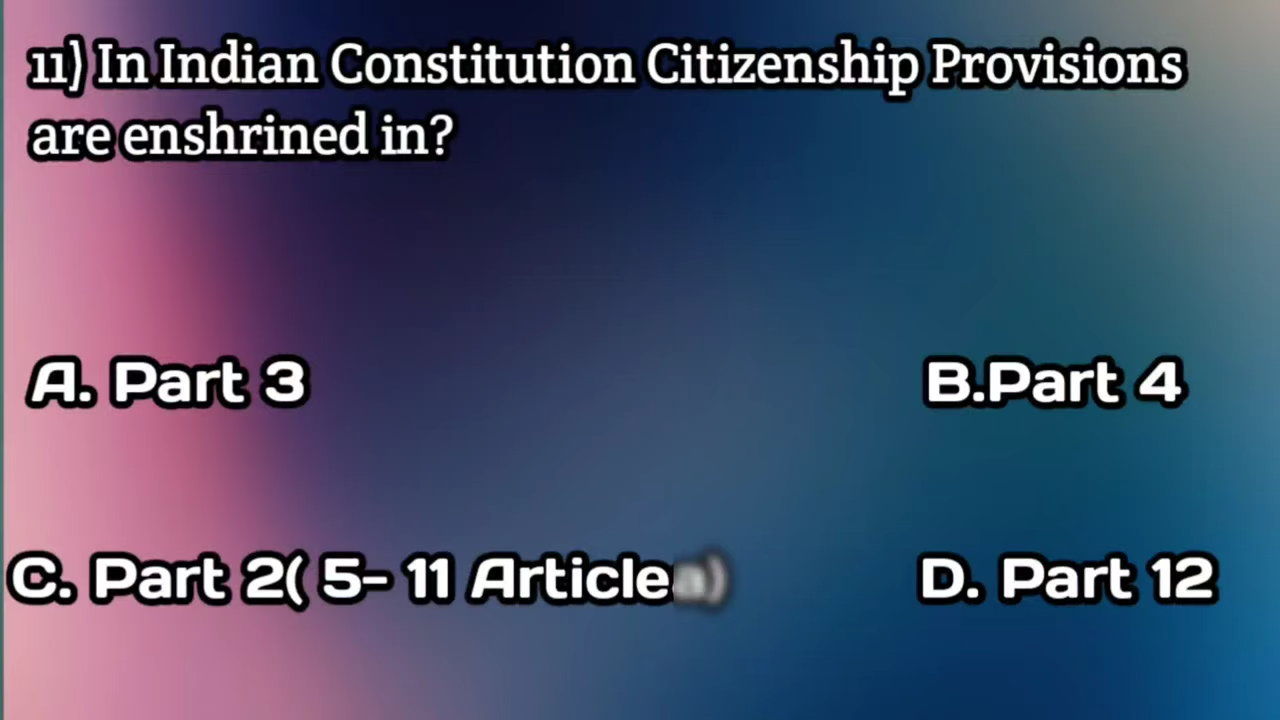 11) In Indian Constitution Citizenship Provisions
are enshrined in?
A. Part 3
B.Part 4
C. Part 2( 5- 11 Articlea)
D. Part 12